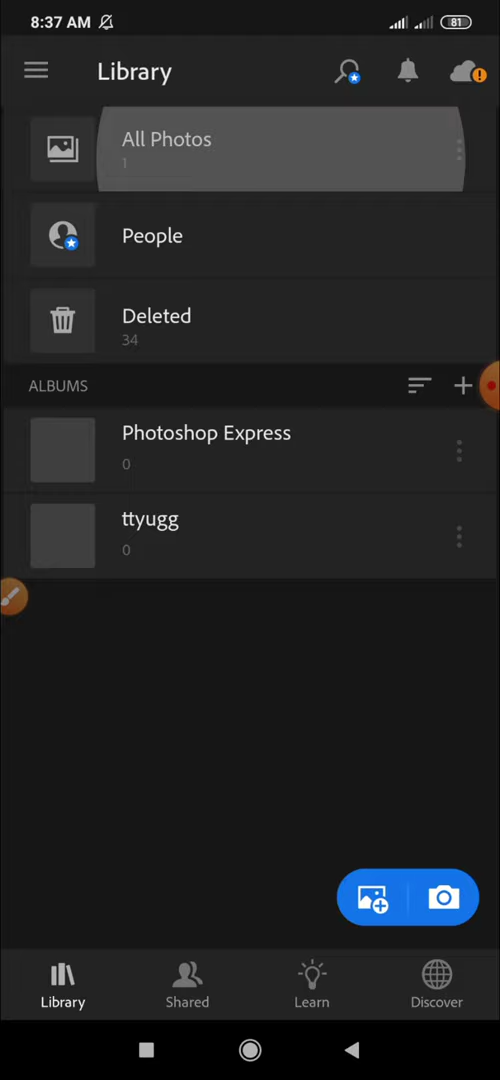 8:37 AM 81
Library
All Photos
1
People
Deleted
34
ALBUMS
Photoshop Express
0
ttyugg
0
Library Shared Learn Discover